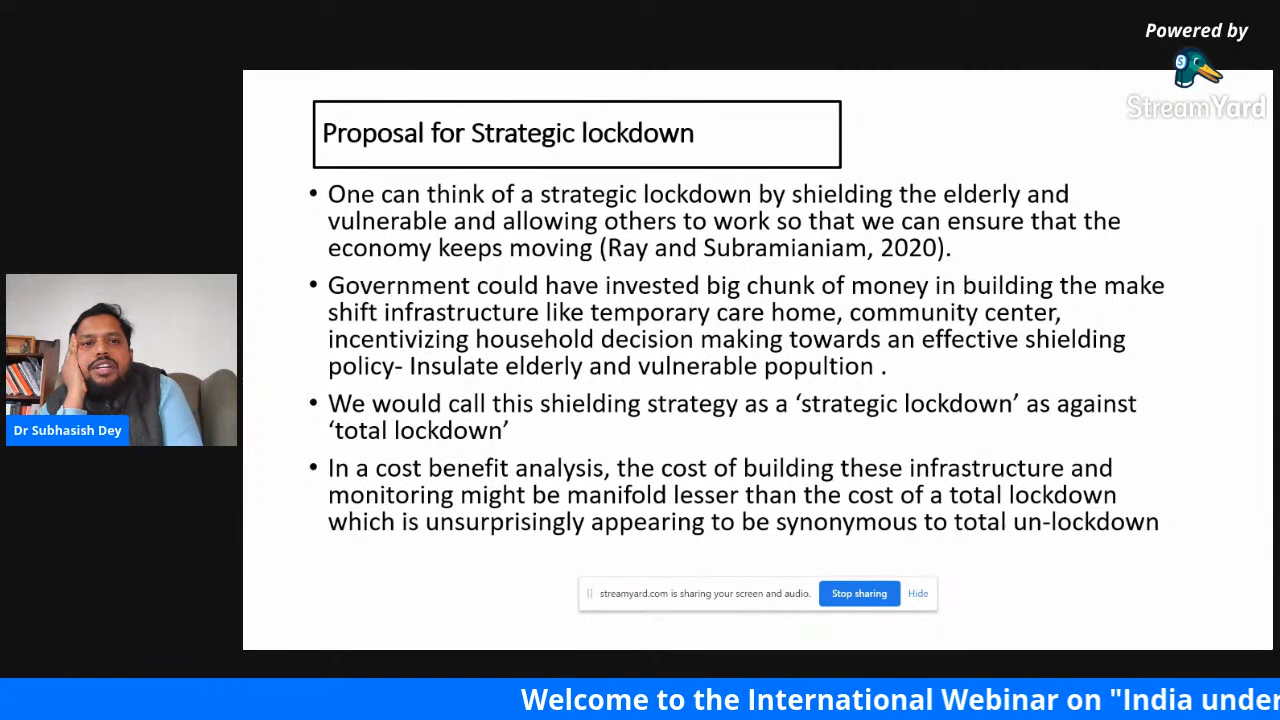 Powered by
S
StreamYard
Proposal for Strategic lockdown
• One can think of a strategic lockdown by shielding the elderly and
vulnerable and allowing others to work so that we can ensure that the
economy keeps moving (Ray and Subramianiam, 2020).
• Government could have invested big chunk of money in building the make
shift infrastructure like temporary care home, community center,
incentivizing household decision making towards an effective shielding
policy- Insulate elderly and vulnerable popultion .
• We would call this shielding strategy as a ‘strategic lockdown’ as against
‘total lockdown’
• In a cost benefit analysis, the cost of building these infrastructure and
monitoring might be manifold lesser than the cost of a total lockdown
which is unsurprisingly appearing to be synonymous to total un-lockdown
Dr Subhasish Dey
streamyard.com is sharing your screen and audio.
Stop sharing
Hide
Welcome to the International Webinar on "India under